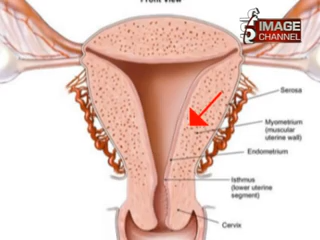 Front View
IMAGE
CHANNEL
Serosa
Myometrium
(muscular
uterine wall)
Endometrium
Isthmus
(lower uterine
segment)
Cervix